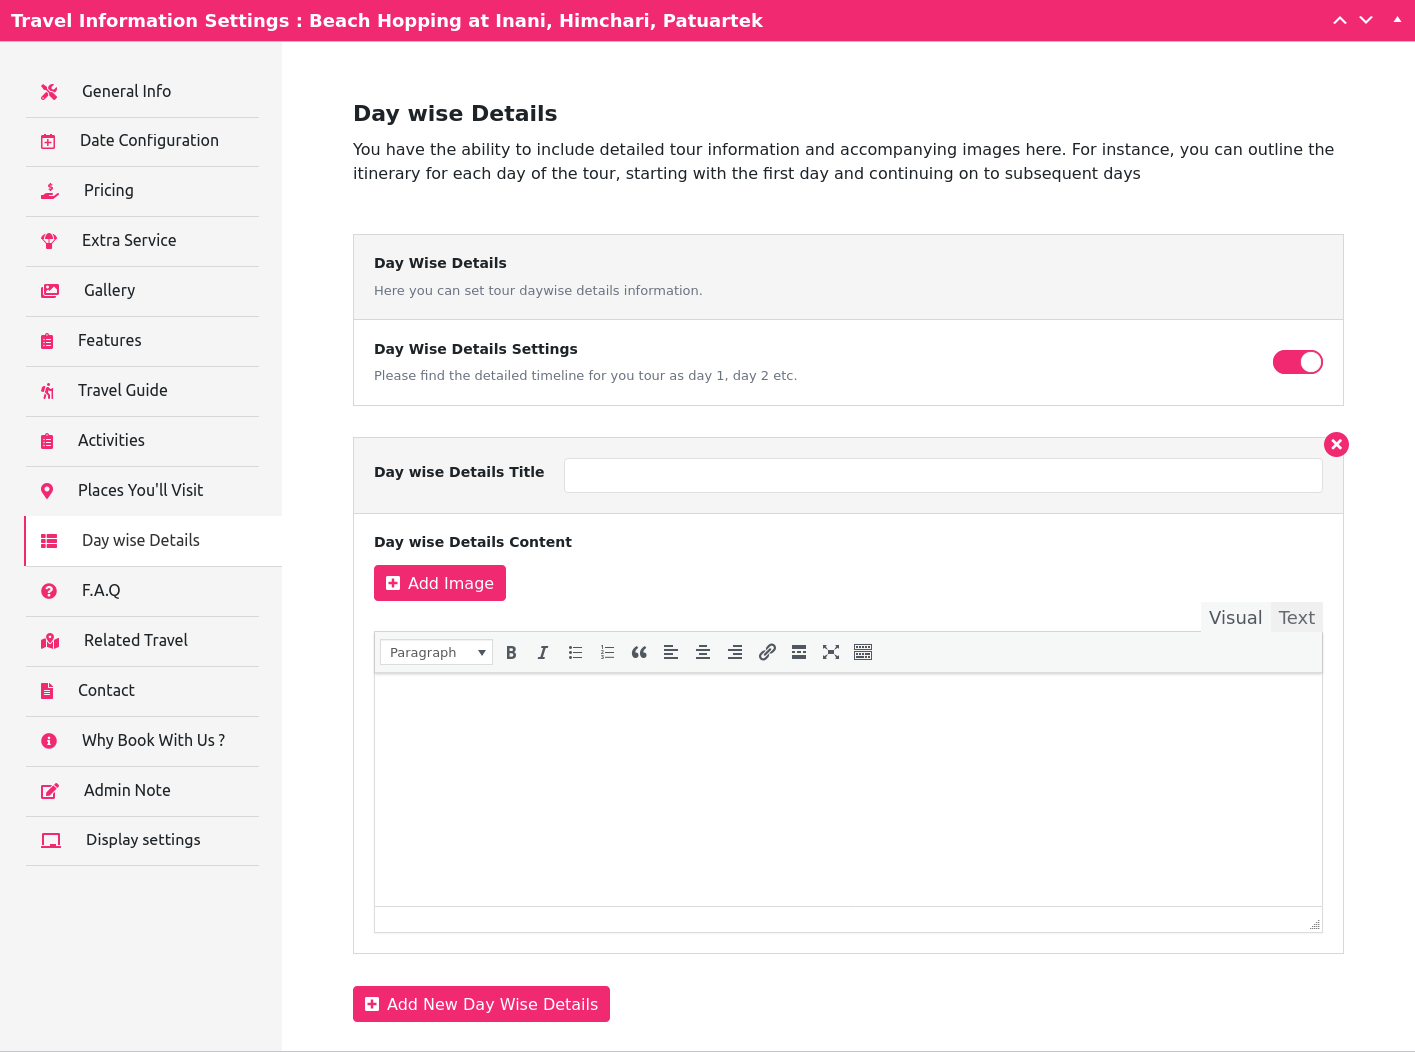 Travel Information Settings : Beach Hopping at Inani, Himchari, Patuartek
General Info
Date Configuration
Pricing
Extra Service
Gallery
Features
Travel Guide
Activities
Places You'll Visit
Day wise Details
F.A.Q
Related Travel
Contact
Why Book With Us ?
Admin Note
Display settings
Day wise Details
You have the ability to include detailed tour information and accompanying images here. For instance, you can outline the
itinerary for each day of the tour, starting with the first day and continuing on to subsequent days
Day Wise Details
Here you can set tour daywise details information.
Day Wise Details Settings
Please find the detailed timeline for you tour as day 1, day 2 etc.
Day wise Details Title
Day wise Details Content
Add Image
Visual Text
Paragraph
Add New Day Wise Details